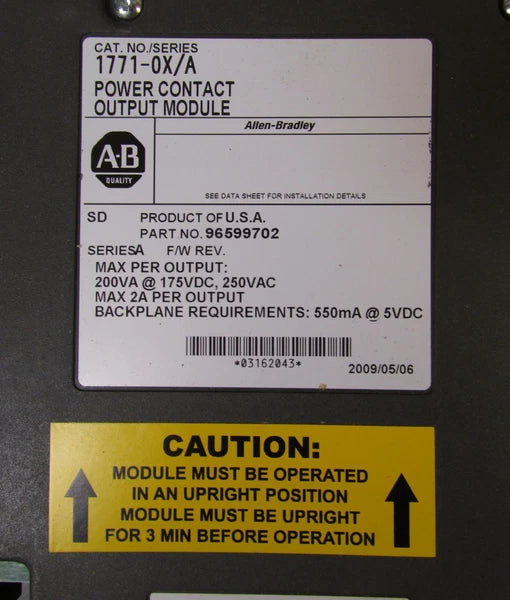 CAT. NO./SERIES
1771-0X/A
POWER CONTACT
OUTPUT MODULE
Allen-Bradley
A-B
QUALITY
SEE DATA SHEET FOR INSTALLATION DETAILS
SD PRODUCT OF U.S.A.
PART NO. 96599702
SERIES A F/W REV.
MAX PER OUTPUT:
200VA @ 175VDC, 250VAC
MAX 2A PER OUTPUT
BACKPLANE REQUIREMENTS: 550mA @ 5VDC
*03162043*
2009/05/06
CAUTION:
MODULE MUST BE OPERATED
IN AN UPRIGHT POSITION
MODULE MUST BE UPRIGHT
FOR 3 MIN BEFORE OPERATION